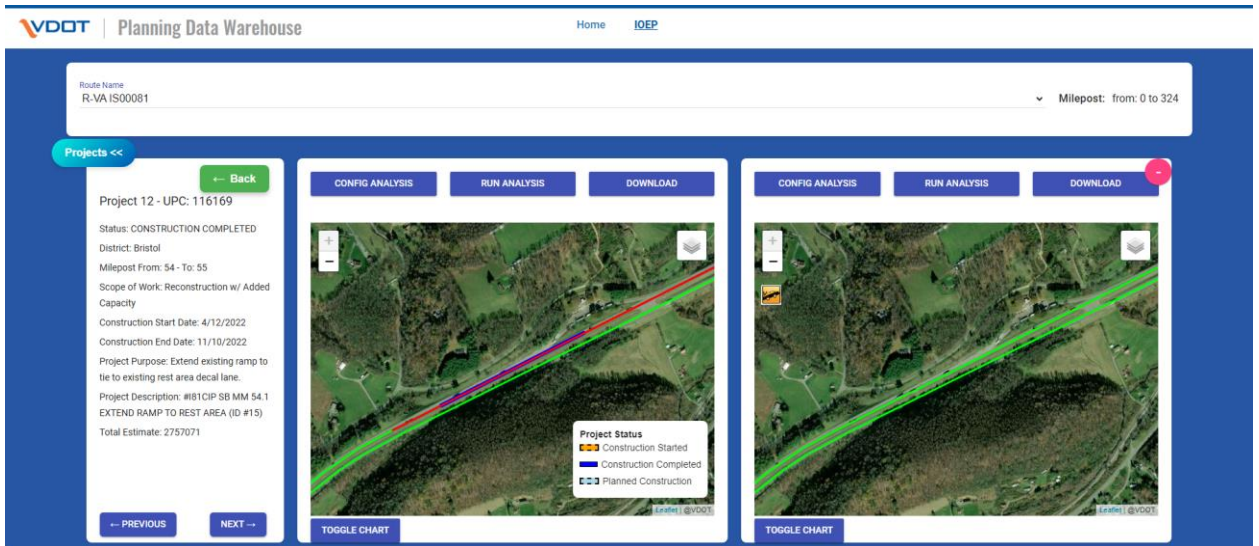 VDOT | Planning Data Warehouse
Home IOEP
Route Name
R-VA IS00081
Milepost: from: 0 to 324
Projects <<
← Back
Project 12 - UPC: 116169
Status: CONSTRUCTION COMPLETED
District: Bristol
Milepost From: 54 - To: 55
Scope of Work: Reconstruction w/ Added
Capacity
Construction Start Date: 4/12/2022
Construction End Date: 11/10/2022
Project Purpose: Extend existing ramp to
tie to existing rest area decal lane.
Project Description: #I81CIP SB MM 54.1
EXTEND RAMP TO REST AREA (ID #15)
Total Estimate: 2757071
← PREVIOUS NEXT →
CONFIG ANALYSIS RUN ANALYSIS DOWNLOAD
+
−
Project Status
Construction Started
Construction Completed
Planned Construction
Leaflet | @VDOT
TOGGLE CHART
CONFIG ANALYSIS RUN ANALYSIS DOWNLOAD
-
+
−
Leaflet | @VDOT
TOGGLE CHART